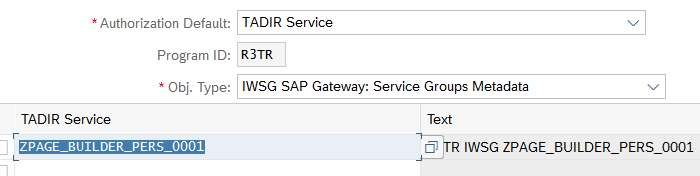 * Authorization Default: TADIR Service
Program ID: R3TR
* Obj. Type: IWSG SAP Gateway: Service Groups Metadata
TADIR Service Text
ZPAGE_BUILDER_PERS_0001 TR IWSG ZPAGE_BUILDER_PERS_0001